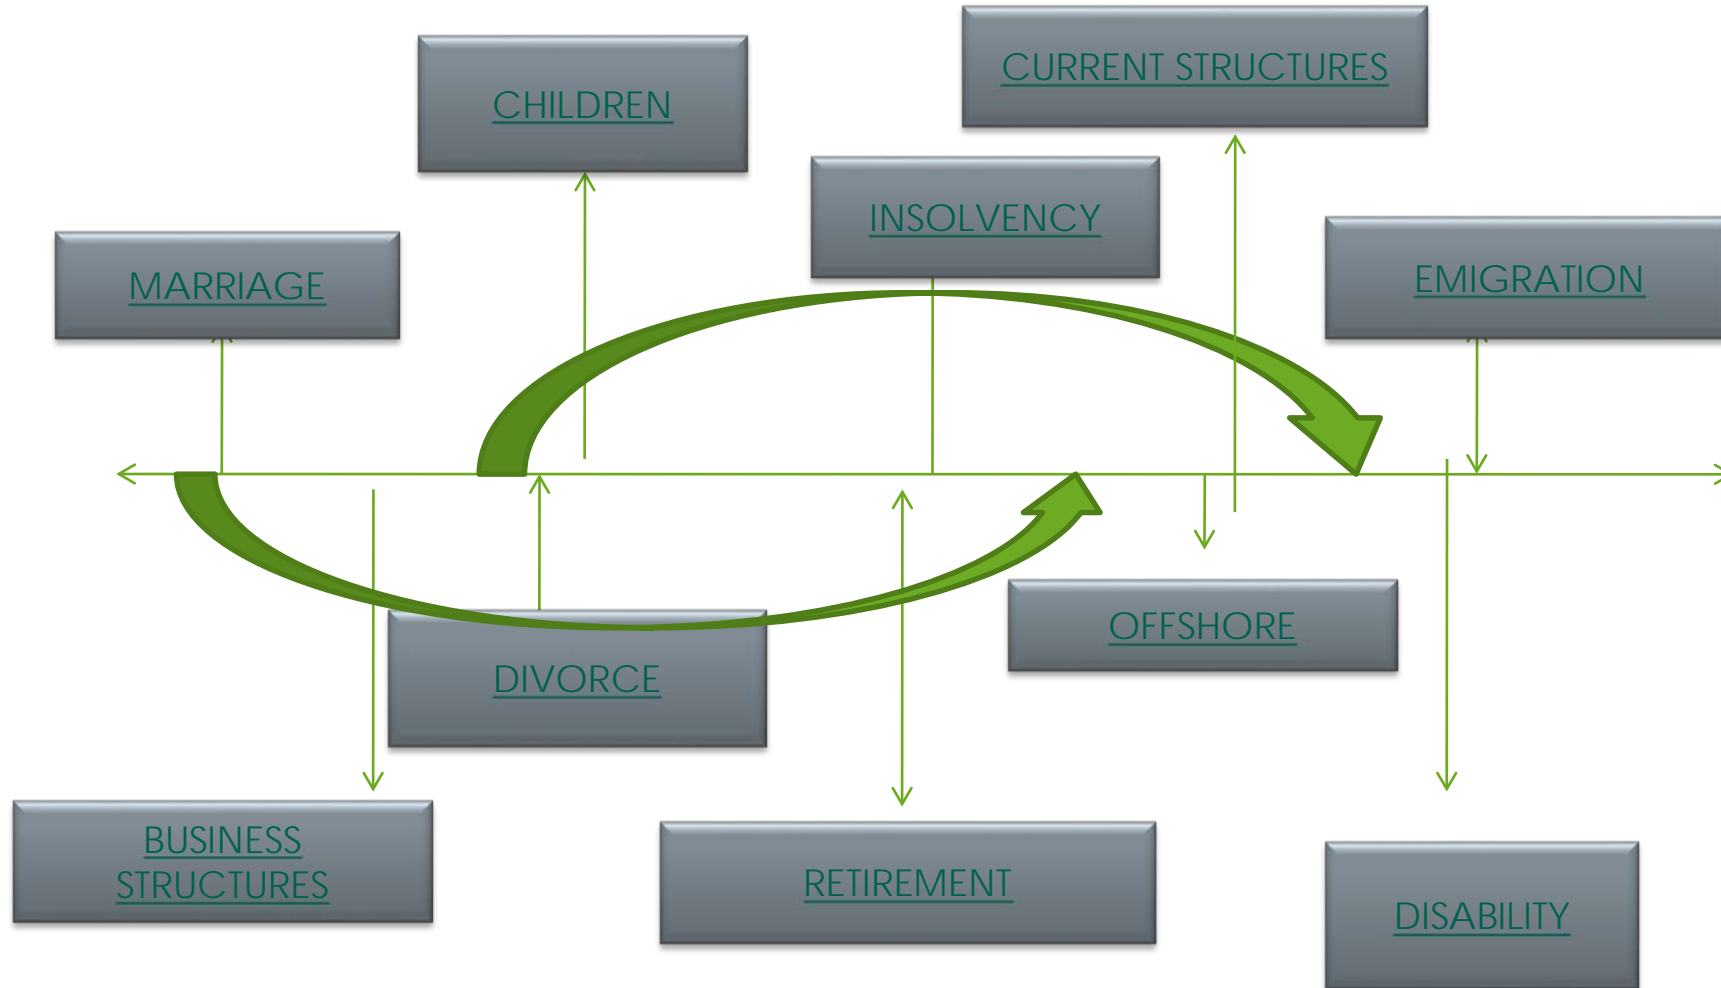 CURRENT STRUCTURES
CHILDREN
INSOLVENCY
MARRIAGE
EMIGRATION
OFFSHORE
DIVORCE
BUSINESS
STRUCTURES
RETIREMENT
DISABILITY